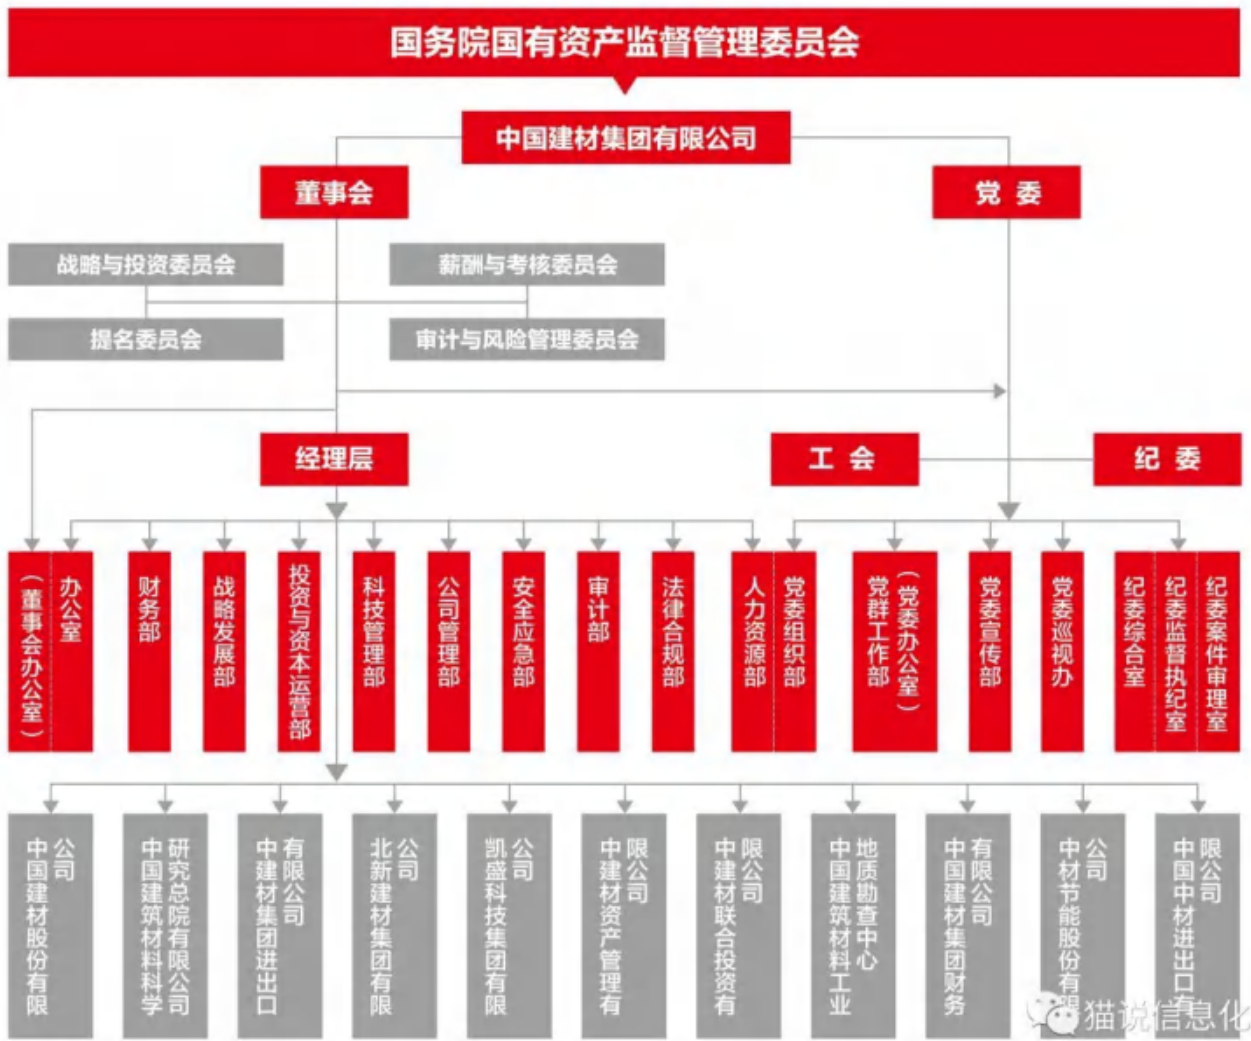 国务院国有资产监督管理委员会
中国建材集团有限公司
董事会
党 委
战略与投资委员会
薪酬与考核委员会
提名委员会
审计与风险管理委员会
经理层
工 会
纪 委
办公室
（董事会办公室）
财务部
战略发展部
投资与资本运营部
科技管理部
公司管理部
安全应急部
审计部
法律合规部
人力资源部
党委组织部
党群工作部
（党委办公室）
党委宣传部
党委巡视办
纪委综合室
纪委监督执纪室
纪委案件审理室
中国建材股份有限
公司
中国建筑材料科学
研究总院有限公司
中建材集团进出口
有限公司
北新建材集团有限
公司
凯盛科技集团有限
公司
中建材资产管理有
限公司
中建材联合投资有
限公司
中国建筑材料工业
地质勘查中心
中国建材集团财务
有限公司
中材节能股份有限
公司
中国中材进出口有
限公司
猫说信息化